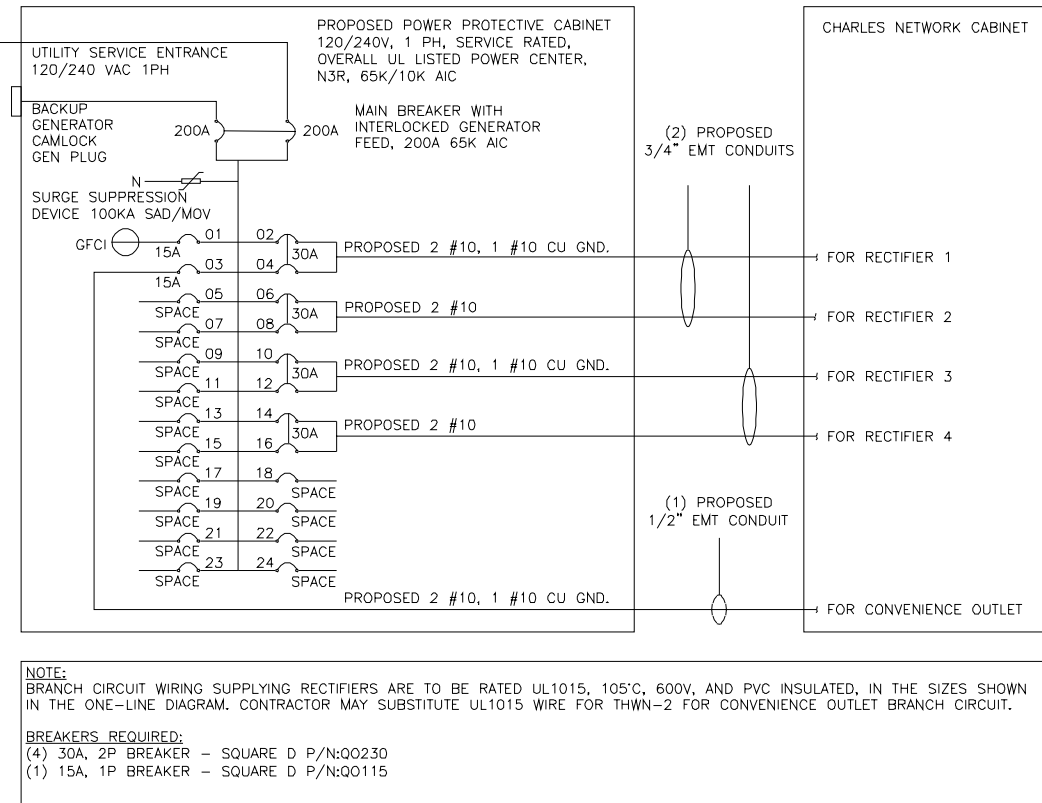 PROPOSED POWER PROTECTIVE CABINET
120/240V, 1 PH, SERVICE RATED,
OVERALL UL LISTED POWER CENTER,
N3R, 65K/10K AIC
CHARLES NETWORK CABINET
UTILITY SERVICE ENTRANCE
120/240 VAC 1PH
BACKUP
GENERATOR
CAMLOCK
GEN PLUG
200A
200A
MAIN BREAKER WITH
INTERLOCKED GENERATOR
FEED, 200A 65K AIC
(2) PROPOSED
3/4" EMT CONDUITS
N
SURGE SUPPRESSION
DEVICE 100KA SAD/MOV
GFCI
15A
01
02
30A
PROPOSED 2 #10, 1 #10 CU GND.
FOR RECTIFIER 1
15A
03
04
SPACE
05
06
30A
PROPOSED 2 #10
FOR RECTIFIER 2
SPACE
07
08
SPACE
09
10
30A
PROPOSED 2 #10, 1 #10 CU GND.
FOR RECTIFIER 3
SPACE
11
12
SPACE
13
14
30A
PROPOSED 2 #10
FOR RECTIFIER 4
SPACE
15
16
SPACE
17
18
SPACE
SPACE
19
20
SPACE
SPACE
21
22
SPACE
SPACE
23
24
SPACE
(1) PROPOSED
1/2" EMT CONDUIT
PROPOSED 2 #10, 1 #10 CU GND.
FOR CONVENIENCE OUTLET
NOTE:
BRANCH CIRCUIT WIRING SUPPLYING RECTIFIERS ARE TO BE RATED UL1015, 105°C, 600V, AND PVC INSULATED, IN THE SIZES SHOWN
IN THE ONE-LINE DIAGRAM. CONTRACTOR MAY SUBSTITUTE UL1015 WIRE FOR THWN-2 FOR CONVENIENCE OUTLET BRANCH CIRCUIT.
BREAKERS REQUIRED:
(4) 30A, 2P BREAKER - SQUARE D P/N:QO230
(1) 15A, 1P BREAKER - SQUARE D P/N:QO115